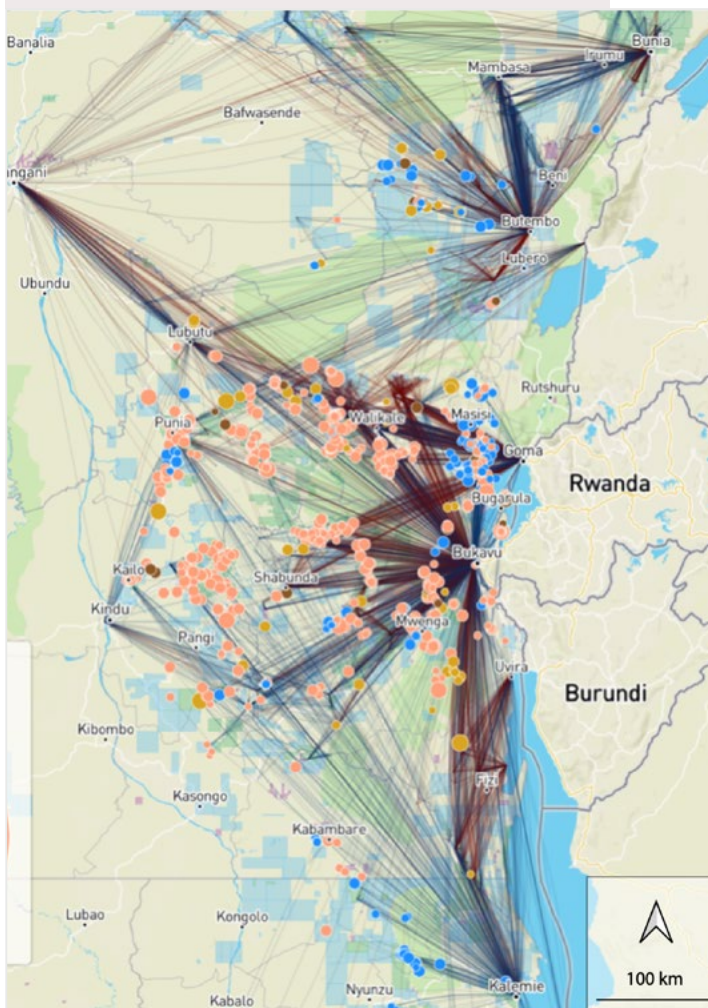 Banalia
Bunia
Irumu
Mambasa
Bafwasende
ngani
Beni
Butembo
Lubero
Ubundu
Lubutu
Rutshuru
Walikale
Masisi
Punia
Goma
Rwanda
Bugarula
Bukavu
Kailo
Shabunda
Kindu
Mwenga
Pangi
Uvira
Burundi
Kibombo
Fizi
Kasongo
Kabambare
Lubao
Kongolo
100 km
Kabalo
Nyunzu
Kalemie